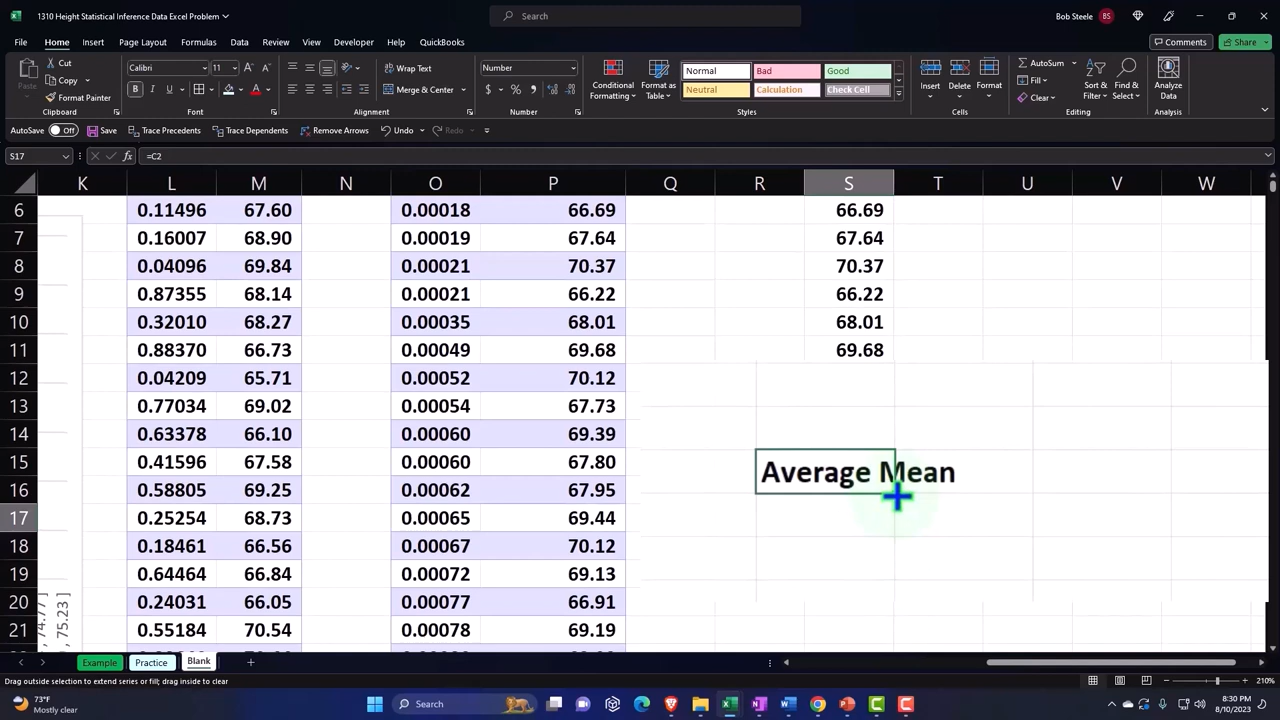 1310 Height Statistical Inference Data Excel Problem
Search
Bob Steele BS
File Home Insert Page Layout Formulas Data Review View Developer Help QuickBooks
Comments Share
Cut
Copy
Format Painter
Paste
Clipboard
Calibri 11
B I U
Font
Wrap Text
Merge & Center
Alignment
Number
$ % 9
Number
Conditional Formatting
Format as Table
Normal Bad Good
Neutral Calculation Check Cell
Styles
Insert Delete Format
Cells
AutoSum
Fill
Clear
Sort & Filter
Find & Select
Editing
Analyze Data
Analysis
AutoSave Off Save Trace Precedents Trace Dependents Remove Arrows Undo Redo
S17 fx =C2
K L M N O P Q R S T U V W
6 0.11496 67.60 0.00018 66.69 66.69
7 0.16007 68.90 0.00019 67.64 67.64
8 0.04096 69.84 0.00021 70.37 70.37
9 0.87355 68.14 0.00021 66.22 66.22
10 0.32010 68.27 0.00035 68.01 68.01
11 0.88370 66.73 0.00049 69.68 69.68
12 0.04209 65.71 0.00052 70.12
13 0.77034 69.02 0.00054 67.73
14 0.63378 66.10 0.00060 69.39
15 0.41596 67.58 0.00060 67.80
Average Mean
16 0.58805 69.25 0.00062 67.95
17 0.25254 68.73 0.00065 69.44
18 0.18461 66.56 0.00067 70.12
19 0.64464 66.84 0.00072 69.13
20 0.24031 66.05 0.00077 66.91
21 0.55184 70.54 0.00078 69.19
74.77 ]
, 75.23 ]
Example Practice Blank
Drag outside selection to extend series or fill; drag inside to clear
210%
73°F
Mostly clear
Search
8:30 PM
8/10/2023